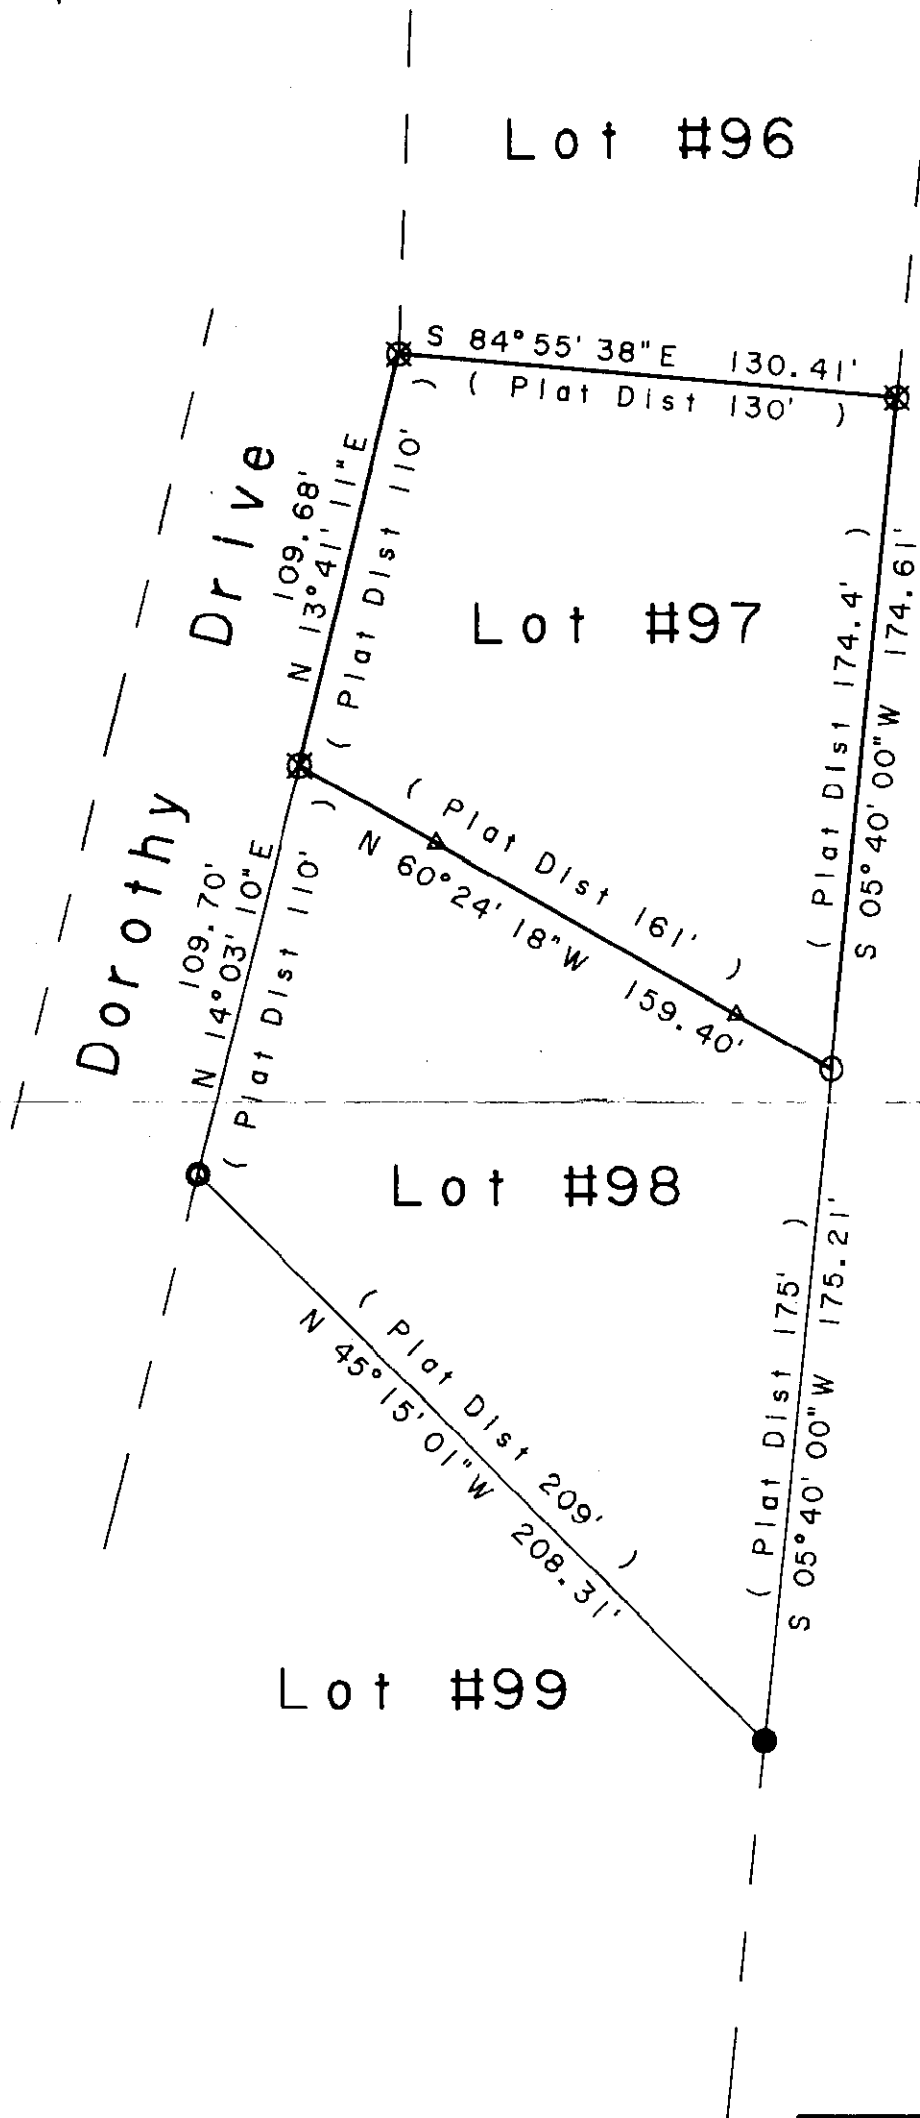 Lot #96
S 84°55'38"E 130.41'
( Plat Dist 130' )
Dorothy Drive
109.68'
N 13°41'11"E
( Plat Dist 110' )
Lot #97
( Plat Dist 174.4' )
S 05°40'00"W 174.61'
( Plat Dist 161' )
N 60°24'18"W 159.40'
109.70'
N 14°03'10"E
( Plat Dist 110' )
Lot #98
( Plat Dist 175' )
S 05°40'00"W 175.21'
( Plat Dist 209' )
N 45°15'01"W 208.31'
Lot #99